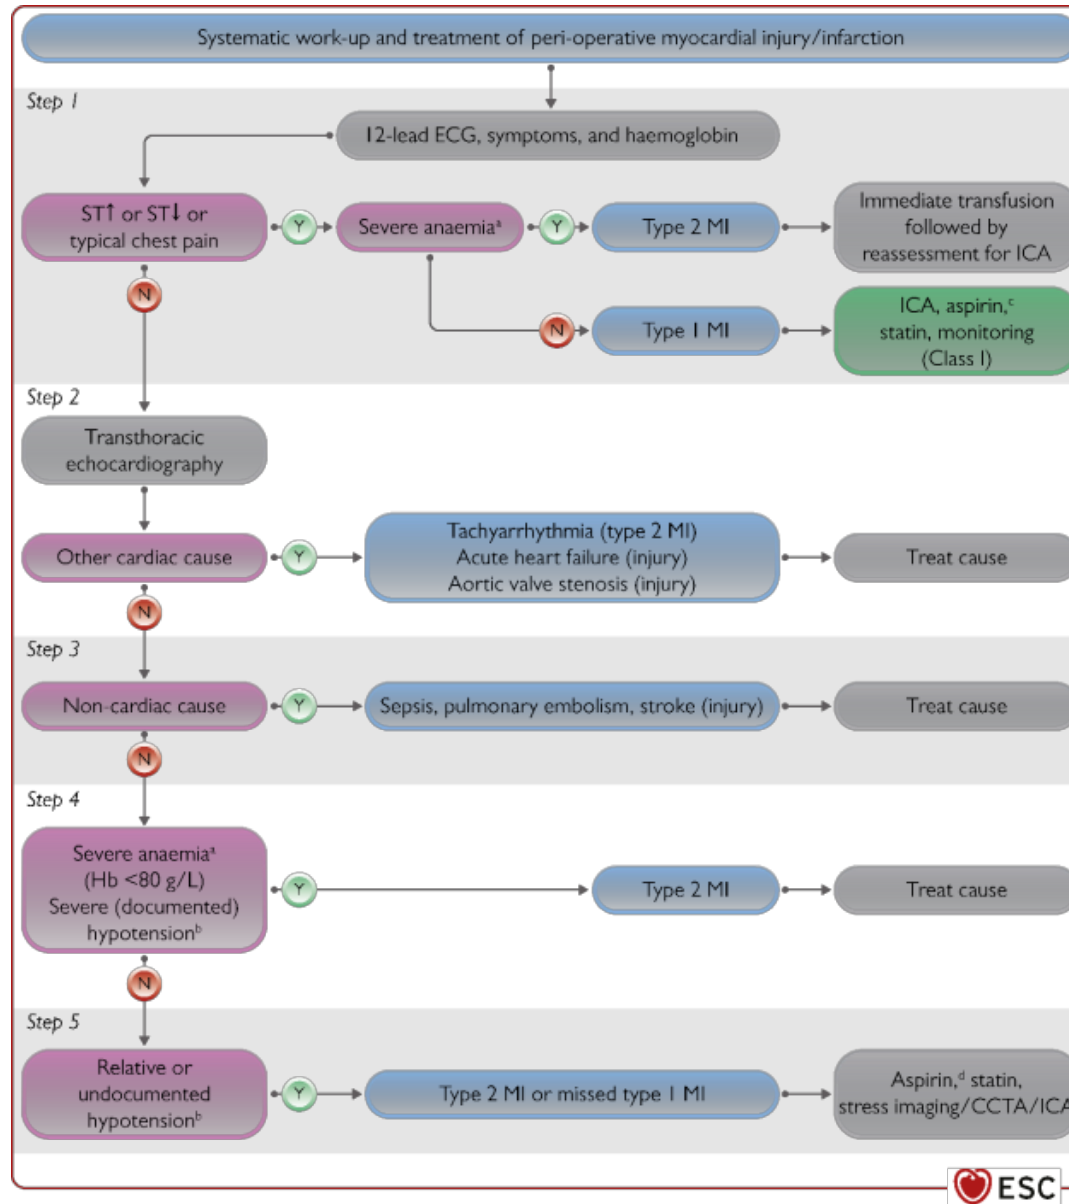 Systematic work-up and treatment of peri-operative myocardial injury/infarction
Step 1
12-lead ECG, symptoms, and haemoglobin
ST↑ or ST↓ or
typical chest pain
Y
Severe anaemiaᵃ
Y
Type 2 MI
Immediate transfusion
followed by
reassessment for ICA
N
N
Type 1 MI
ICA, aspirin,ᶜ
statin, monitoring
(Class I)
Step 2
Transthoracic
echocardiography
Other cardiac cause
Y
Tachyarrhythmia (type 2 MI)
Acute heart failure (injury)
Aortic valve stenosis (injury)
Treat cause
N
Step 3
Non-cardiac cause
Y
Sepsis, pulmonary embolism, stroke (injury)
Treat cause
N
Step 4
Severe anaemiaᵃ
(Hb <80 g/L)
Severe (documented)
hypotensionᵇ
Y
Type 2 MI
Treat cause
N
Step 5
Relative or
undocumented
hypotensionᵇ
Y
Type 2 MI or missed type 1 MI
Aspirin,ᵈ statin,
stress imaging/CCTA/ICA
ESC